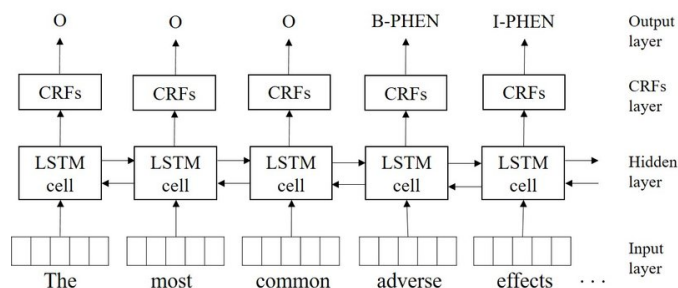 O O O B-PHEN I-PHEN Output
layer
CRFs CRFs CRFs CRFs CRFs CRFs
layer
LSTM LSTM LSTM LSTM LSTM Hidden
cell cell cell cell cell layer
Input
layer
The most common adverse effects . . .